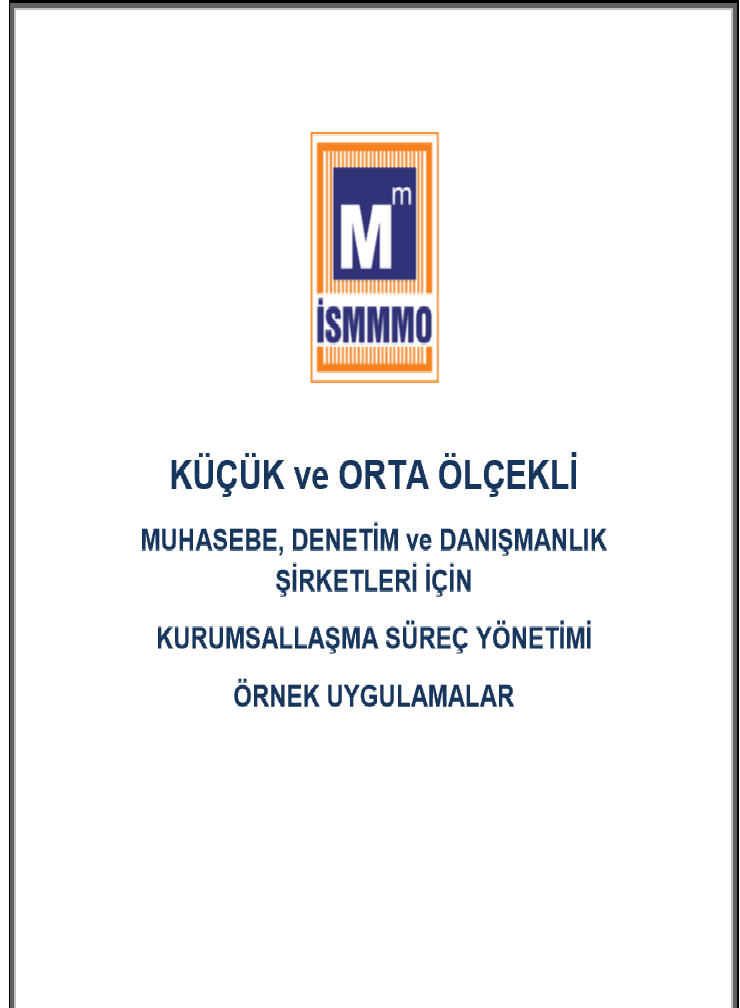 M m
İSMMMO
KÜÇÜK ve ORTA ÖLÇEKLİ
MUHASEBE, DENETİM ve DANIŞMANLIK
ŞİRKETLERİ İÇİN
KURUMSALLAŞMA SÜREÇ YÖNETİMİ
ÖRNEK UYGULAMALAR